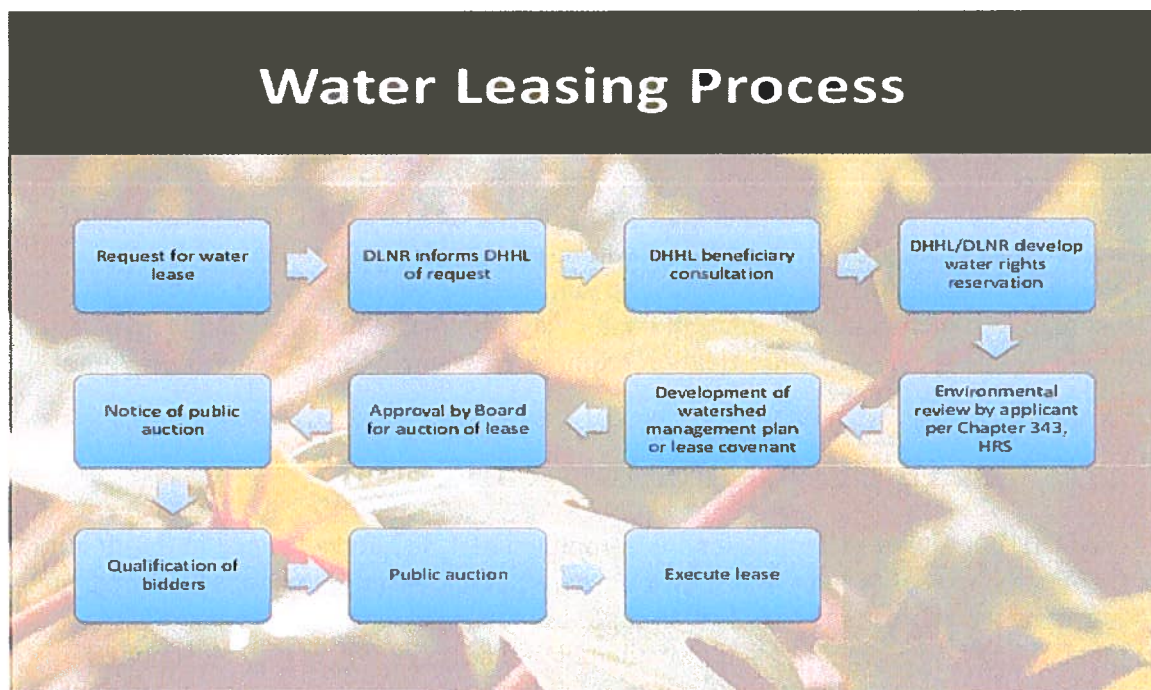 Water Leasing Process
Request for water
lease
DLNR informs DHHL
of request
DHHL beneficiary
consultation
DHHL/DLNR develop
water rights
reservation
Environmental
review by applicant
per Chapter 343,
HRS
Development of
watershed
management plan
or lease covenant
Approval by Board
for auction of lease
Notice of public
auction
Qualification of
bidders
Public auction
Execute lease